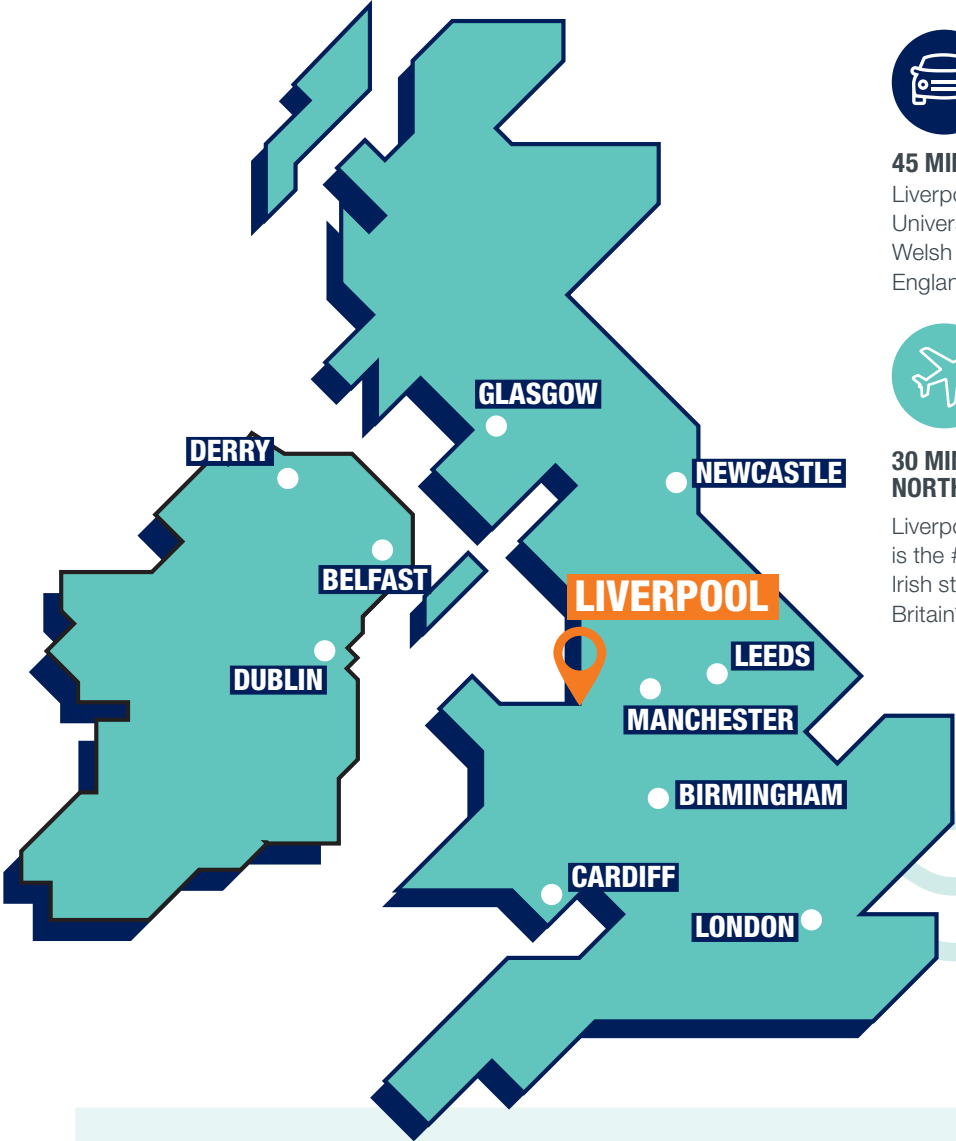 45 MI
Liverpo
Univers
Welsh
Englan
GLASGOW
DERRY
NEWCASTLE
30 MI
NORTH
Liverpo
is the #
Irish st
Britain
BELFAST
LIVERPOOL
LEEDS
DUBLIN
MANCHESTER
BIRMINGHAM
CARDIFF
LONDON